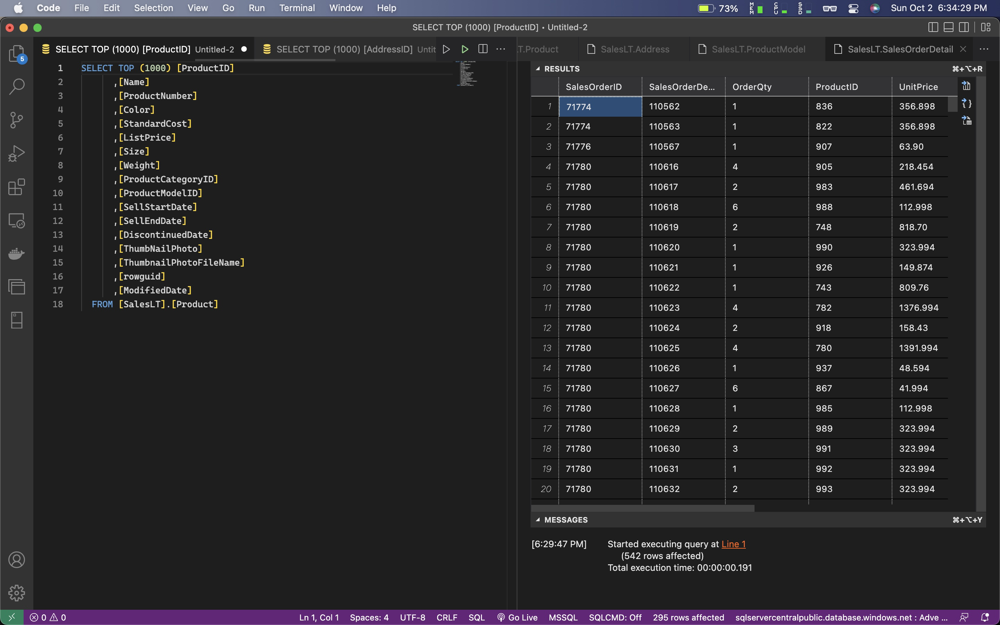 Code File Edit Selection View Go Run Terminal Window Help 73% MEM CPU SSD Sun Oct 2 6:34:29 PM
SELECT TOP (1000) [ProductID] • Untitled-2
SELECT TOP (1000) [ProductID] Untitled-2 ● SELECT TOP (1000) [AddressID] Untit
T.Product SalesLT.Address SalesLT.ProductModel SalesLT.SalesOrderDetail
5
1 SELECT TOP (1000) [ProductID]
2 ,[Name]
3 ,[ProductNumber]
4 ,[Color]
5 ,[StandardCost]
6 ,[ListPrice]
7 ,[Size]
8 ,[Weight]
9 ,[ProductCategoryID]
10 ,[ProductModelID]
11 ,[SellStartDate]
12 ,[SellEndDate]
13 ,[DiscontinuedDate]
14 ,[ThumbNailPhoto]
15 ,[ThumbnailPhotoFileName]
16 ,[rowguid]
17 ,[ModifiedDate]
18 FROM [SalesLT].[Product]
RESULTS ⌘+⌥+R
SalesOrderID SalesOrderDe... OrderQty ProductID UnitPrice
1 71774 110562 1 836 356.898
2 71774 110563 1 822 356.898
3 71776 110567 1 907 63.90
4 71780 110616 4 905 218.454
5 71780 110617 2 983 461.694
6 71780 110618 6 988 112.998
7 71780 110619 2 748 818.70
8 71780 110620 1 990 323.994
9 71780 110621 1 926 149.874
10 71780 110622 1 743 809.76
11 71780 110623 4 782 1376.994
12 71780 110624 2 918 158.43
13 71780 110625 4 780 1391.994
14 71780 110626 1 937 48.594
15 71780 110627 6 867 41.994
16 71780 110628 1 985 112.998
17 71780 110629 2 989 323.994
18 71780 110630 3 991 323.994
19 71780 110631 1 992 323.994
20 71780 110632 2 993 323.994
MESSAGES ⌘+⌥+Y
[6:29:47 PM] Started executing query at Line 1
(542 rows affected)
Total execution time: 00:00:00.191
0 0 Ln 1, Col 1 Spaces: 4 UTF-8 CRLF SQL Go Live MSSQL SQLCMD: Off 295 rows affected sqlservercentralpublic.database.windows.net : Adve ...